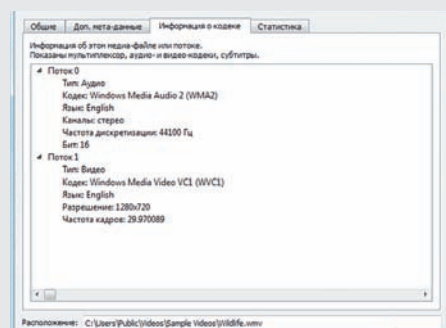 Общие Доп. мета-данные Информация о кодеке Статистика
Информация об этом медиа-файле или потоке.
Показаны мультиплексор, аудио- и видео-кодеки, субтитры.
Поток 0
Тип: Аудио
Кодек: Windows Media Audio 2 (WMA2)
Язык: English
Каналы: стерео
Частота дискретизации: 44100 Гц
Бит: 16
Поток 1
Тип: Видео
Кодек: Windows Media Video VC1 (WVC1)
Язык: English
Разрешение: 1280x720
Частота кадров: 29.970089
Расположение: C:\Users\Public\Videos\Sample Videos\Wildlife.wmv